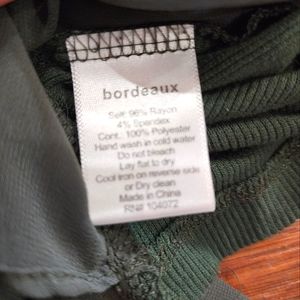 bordeaux
Self: 96% Rayon
4% Spandex
Cont.: 100% Polyester
Hand wash in cold water
Do not bleach
Lay flat to dry
Cool iron on reverse side
or Dry clean
Made in China
RN# 104072